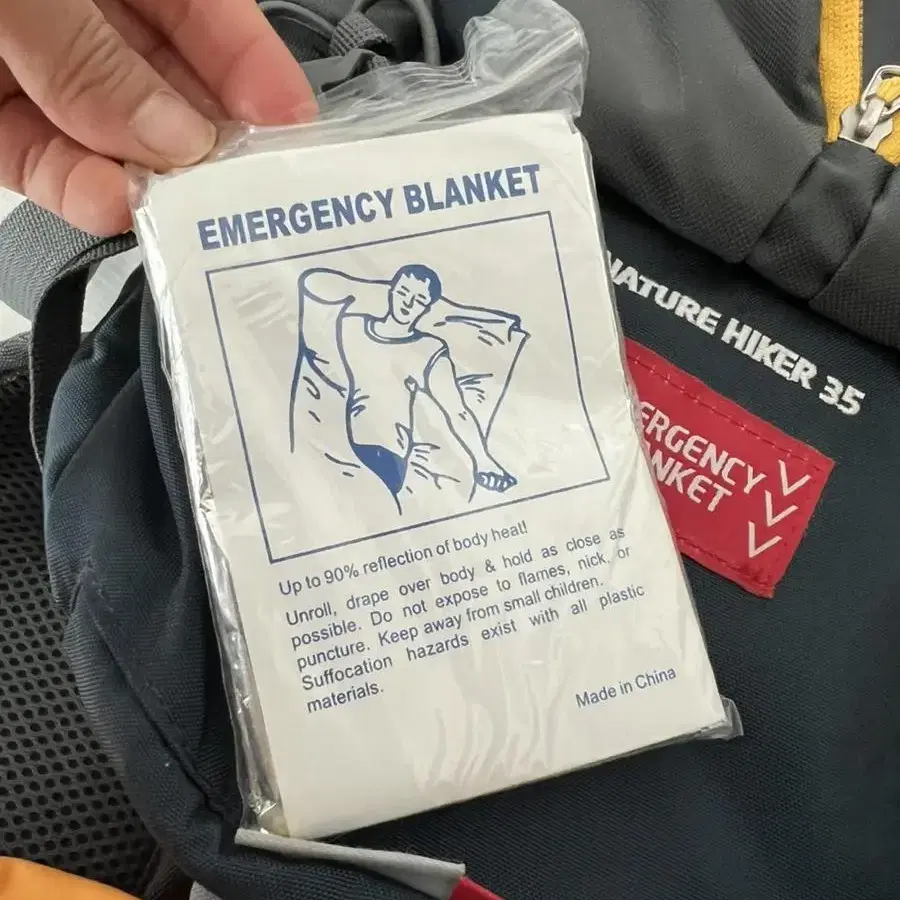 EMERGENCY BLANKET
Up to 90% reflection of body heat!
Unroll, drape over body & hold as close as
possible. Do not expose to flames, nick, or
puncture. Keep away from small children.
Suffocation hazards exist with all plastic
materials.
Made in China
NATURE HIKER 35
ERGENCY
NKET